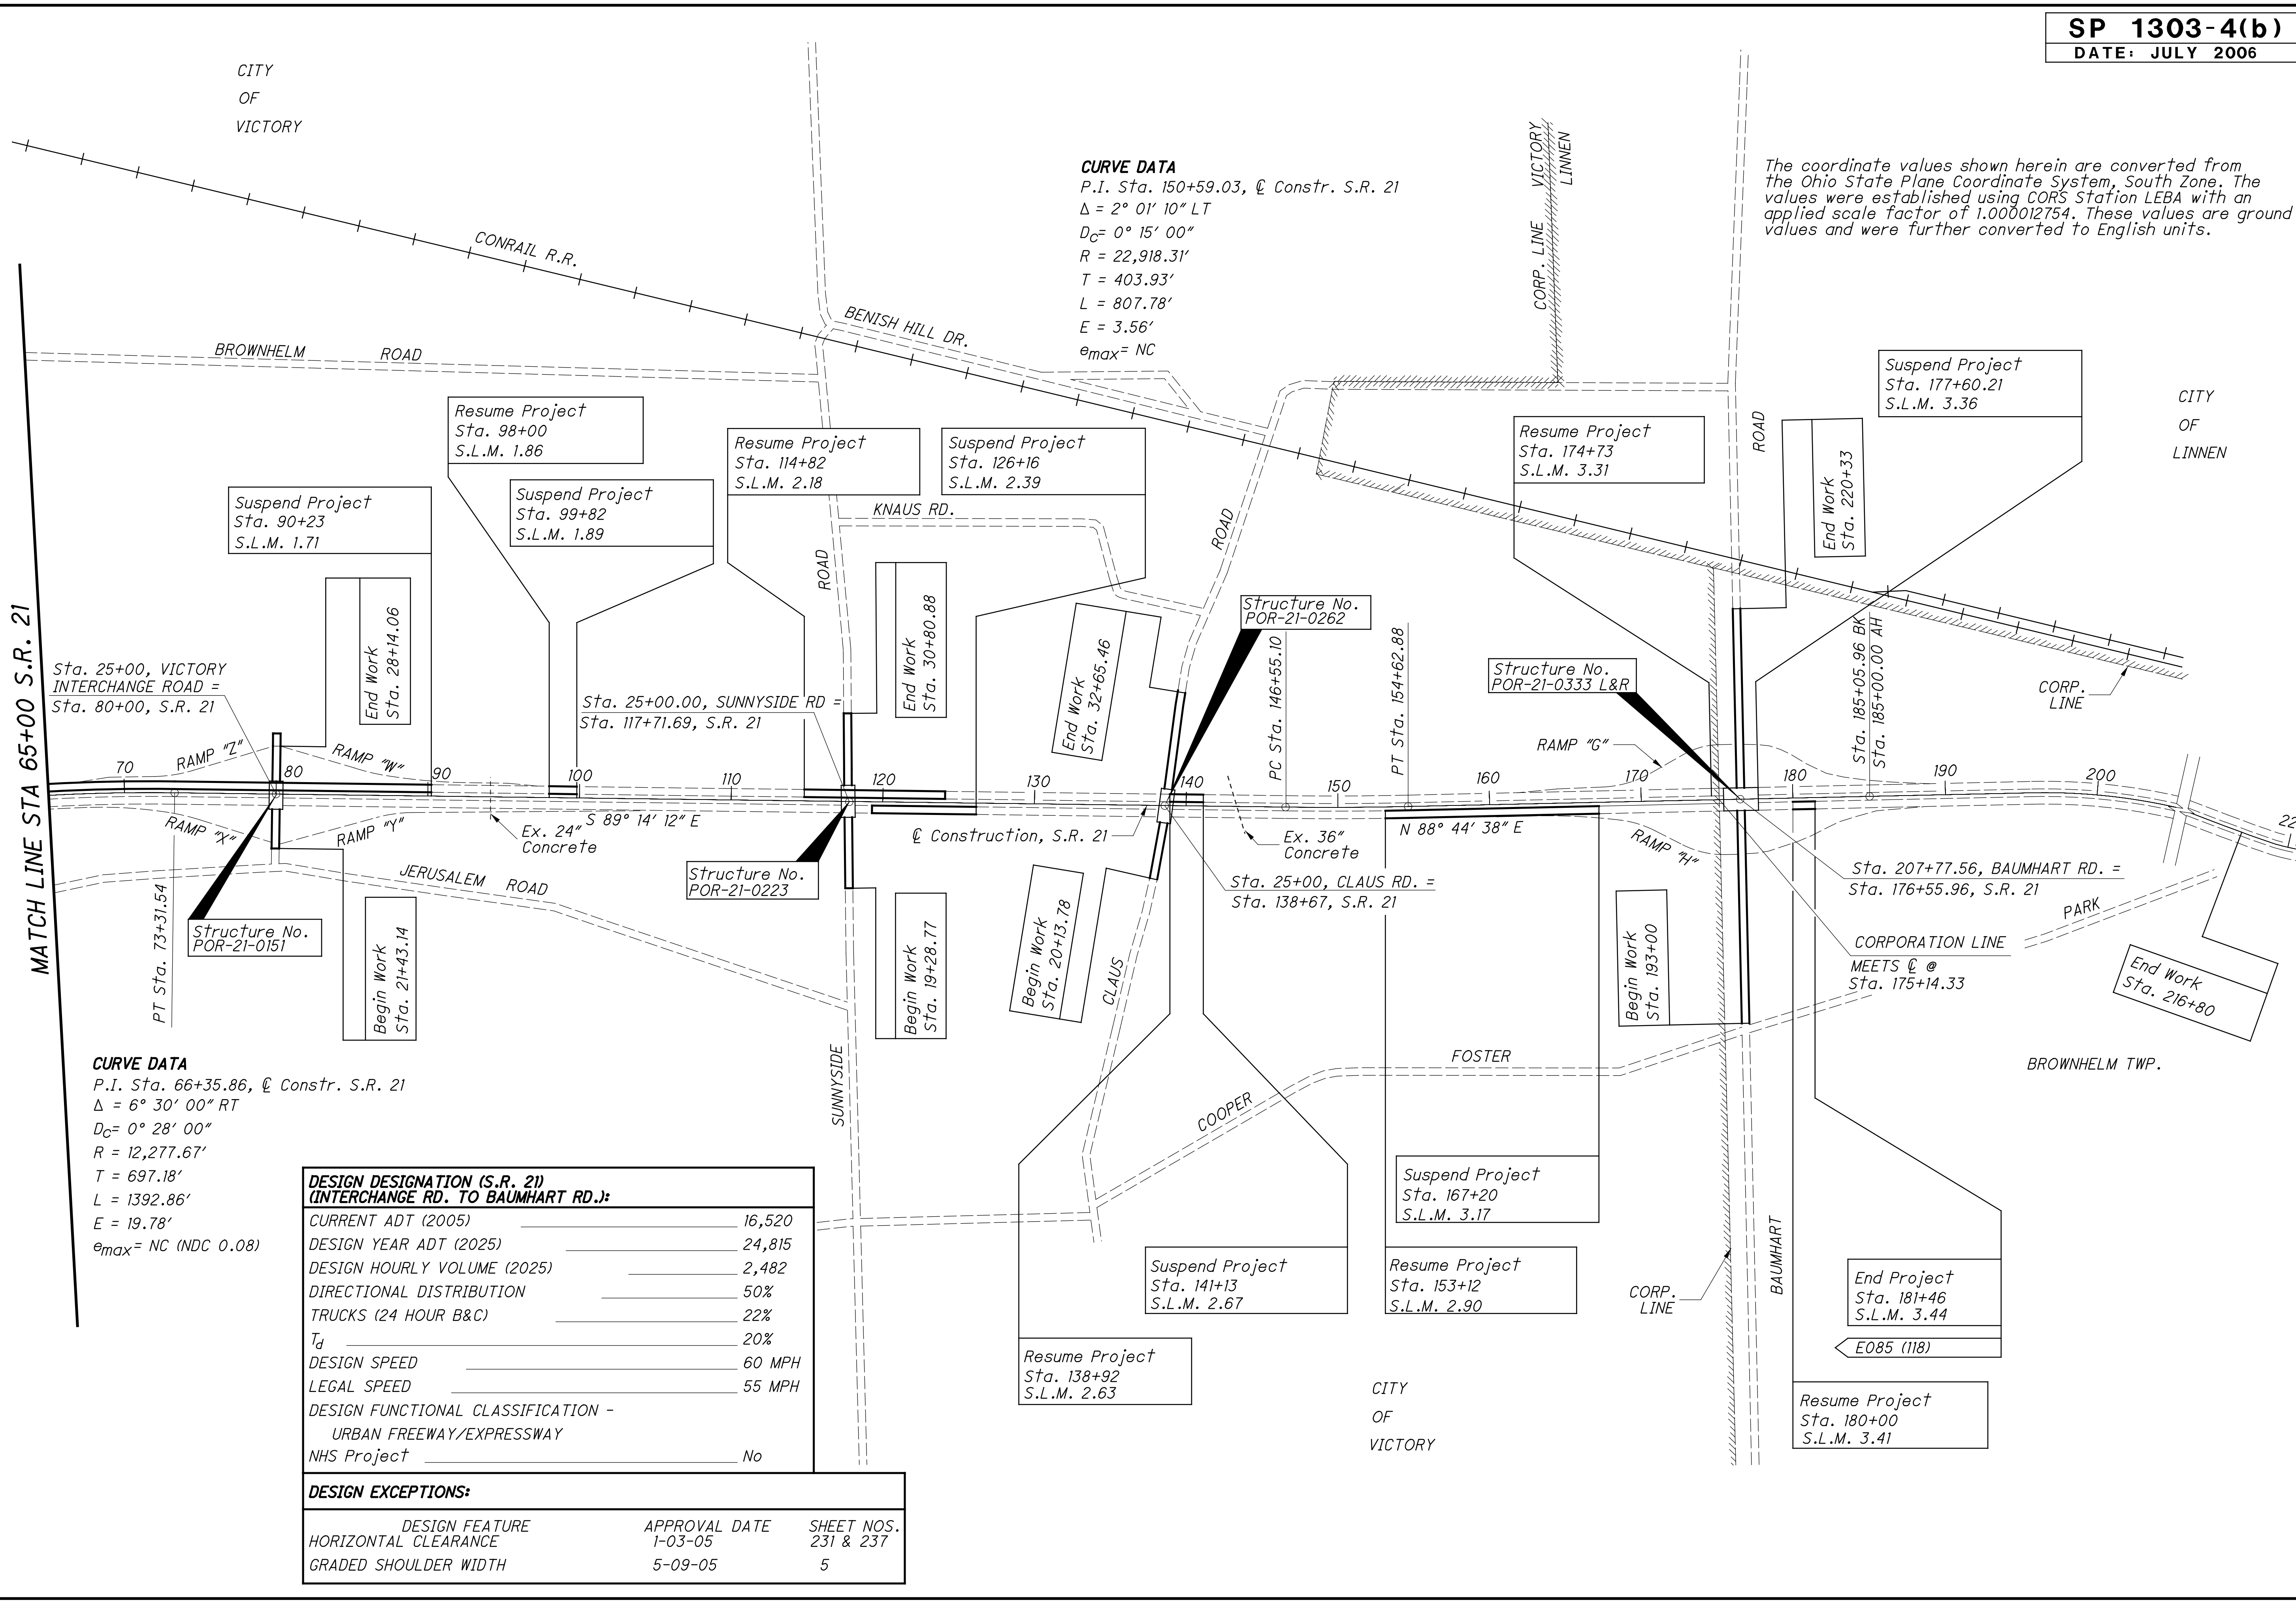 SP 1303-4(b)
DATE: JULY 2006
CITY
OF
VICTORY
CONRAIL R.R.
BROWNHELM ROAD
BENISH HILL DR.
CURVE DATA
P.I. Sta. 150+59.03, ℄ Constr. S.R. 21
Δ = 2° 01' 10" LT
Dc= 0° 15' 00"
R = 22,918.31'
T = 403.93'
L = 807.78'
E = 3.56'
emax= NC
CORP. LINE VICTORY
LINNEN
The coordinate values shown herein are converted from
the Ohio State Plane Coordinate System, South Zone. The
values were established using CORS Station LEBA with an
applied scale factor of 1.000012754. These values are ground
values and were further converted to English units.
CITY
OF
LINNEN
Suspend Project
Sta. 90+23
S.L.M. 1.71
Resume Project
Sta. 98+00
S.L.M. 1.86
Suspend Project
Sta. 99+82
S.L.M. 1.89
Resume Project
Sta. 114+82
S.L.M. 2.18
Suspend Project
Sta. 126+16
S.L.M. 2.39
Resume Project
Sta. 174+73
S.L.M. 3.31
Suspend Project
Sta. 177+60.21
S.L.M. 3.36
KNAUS RD.
ROAD
ROAD
ROAD
End Work
Sta. 220+33
End Work
Sta. 28+14.06
End Work
Sta. 30+80.88
End Work
Sta. 32+65.46
Structure No.
POR-21-0262
Structure No.
POR-21-0333 L&R
MATCH LINE STA 65+00 S.R. 21
Sta. 25+00, VICTORY
INTERCHANGE ROAD =
Sta. 80+00, S.R. 21
Sta. 25+00.00, SUNNYSIDE RD =
Sta. 117+71.69, S.R. 21
PC Sta. 146+55.10
PT Sta. 154+62.88
Sta. 185+05.96 BK
Sta. 185+00.00 AH
CORP.
LINE
RAMP "Z"
RAMP "W"
RAMP "G"
70
80
90
100
110
120
130
140
150
160
170
180
190
200
22
RAMP "X"
RAMP "Y"
RAMP "H"
Ex. 24"
Concrete
S 89° 14' 12" E
℄ Construction, S.R. 21
Ex. 36"
Concrete
N 88° 44' 38" E
JERUSALEM ROAD
Structure No.
POR-21-0223
Structure No.
POR-21-0151
PT Sta. 73+31.54
Begin Work
Sta. 21+43.14
Begin Work
Sta. 19+28.77
Begin Work
Sta. 20+13.78
CLAUS
Sta. 25+00, CLAUS RD. =
Sta. 138+67, S.R. 21
Begin Work
Sta. 193+00
Sta. 207+77.56, BAUMHART RD. =
Sta. 176+55.96, S.R. 21
CORPORATION LINE
MEETS ℄ @
Sta. 175+14.33
PARK
End Work
Sta. 216+80
BROWNHELM TWP.
FOSTER
COOPER
SUNNYSIDE
BAUMHART
CURVE DATA
P.I. Sta. 66+35.86, ℄ Constr. S.R. 21
Δ = 6° 30' 00" RT
Dc= 0° 28' 00"
R = 12,277.67'
T = 697.18'
L = 1392.86'
E = 19.78'
emax= NC (NDC 0.08)
DESIGN DESIGNATION (S.R. 21)
(INTERCHANGE RD. TO BAUMHART RD.):
CURRENT ADT (2005) 16,520
DESIGN YEAR ADT (2025) 24,815
DESIGN HOURLY VOLUME (2025) 2,482
DIRECTIONAL DISTRIBUTION 50%
TRUCKS (24 HOUR B&C) 22%
Td 20%
DESIGN SPEED 60 MPH
LEGAL SPEED 55 MPH
DESIGN FUNCTIONAL CLASSIFICATION -
URBAN FREEWAY/EXPRESSWAY
NHS Project No
DESIGN EXCEPTIONS:
DESIGN FEATURE APPROVAL DATE SHEET NOS.
HORIZONTAL CLEARANCE 1-03-05 231 & 237
GRADED SHOULDER WIDTH 5-09-05 5
Suspend Project
Sta. 167+20
S.L.M. 3.17
Suspend Project
Sta. 141+13
S.L.M. 2.67
Resume Project
Sta. 153+12
S.L.M. 2.90
Resume Project
Sta. 138+92
S.L.M. 2.63
CORP.
LINE
CITY
OF
VICTORY
End Project
Sta. 181+46
S.L.M. 3.44
E085 (118)
Resume Project
Sta. 180+00
S.L.M. 3.41